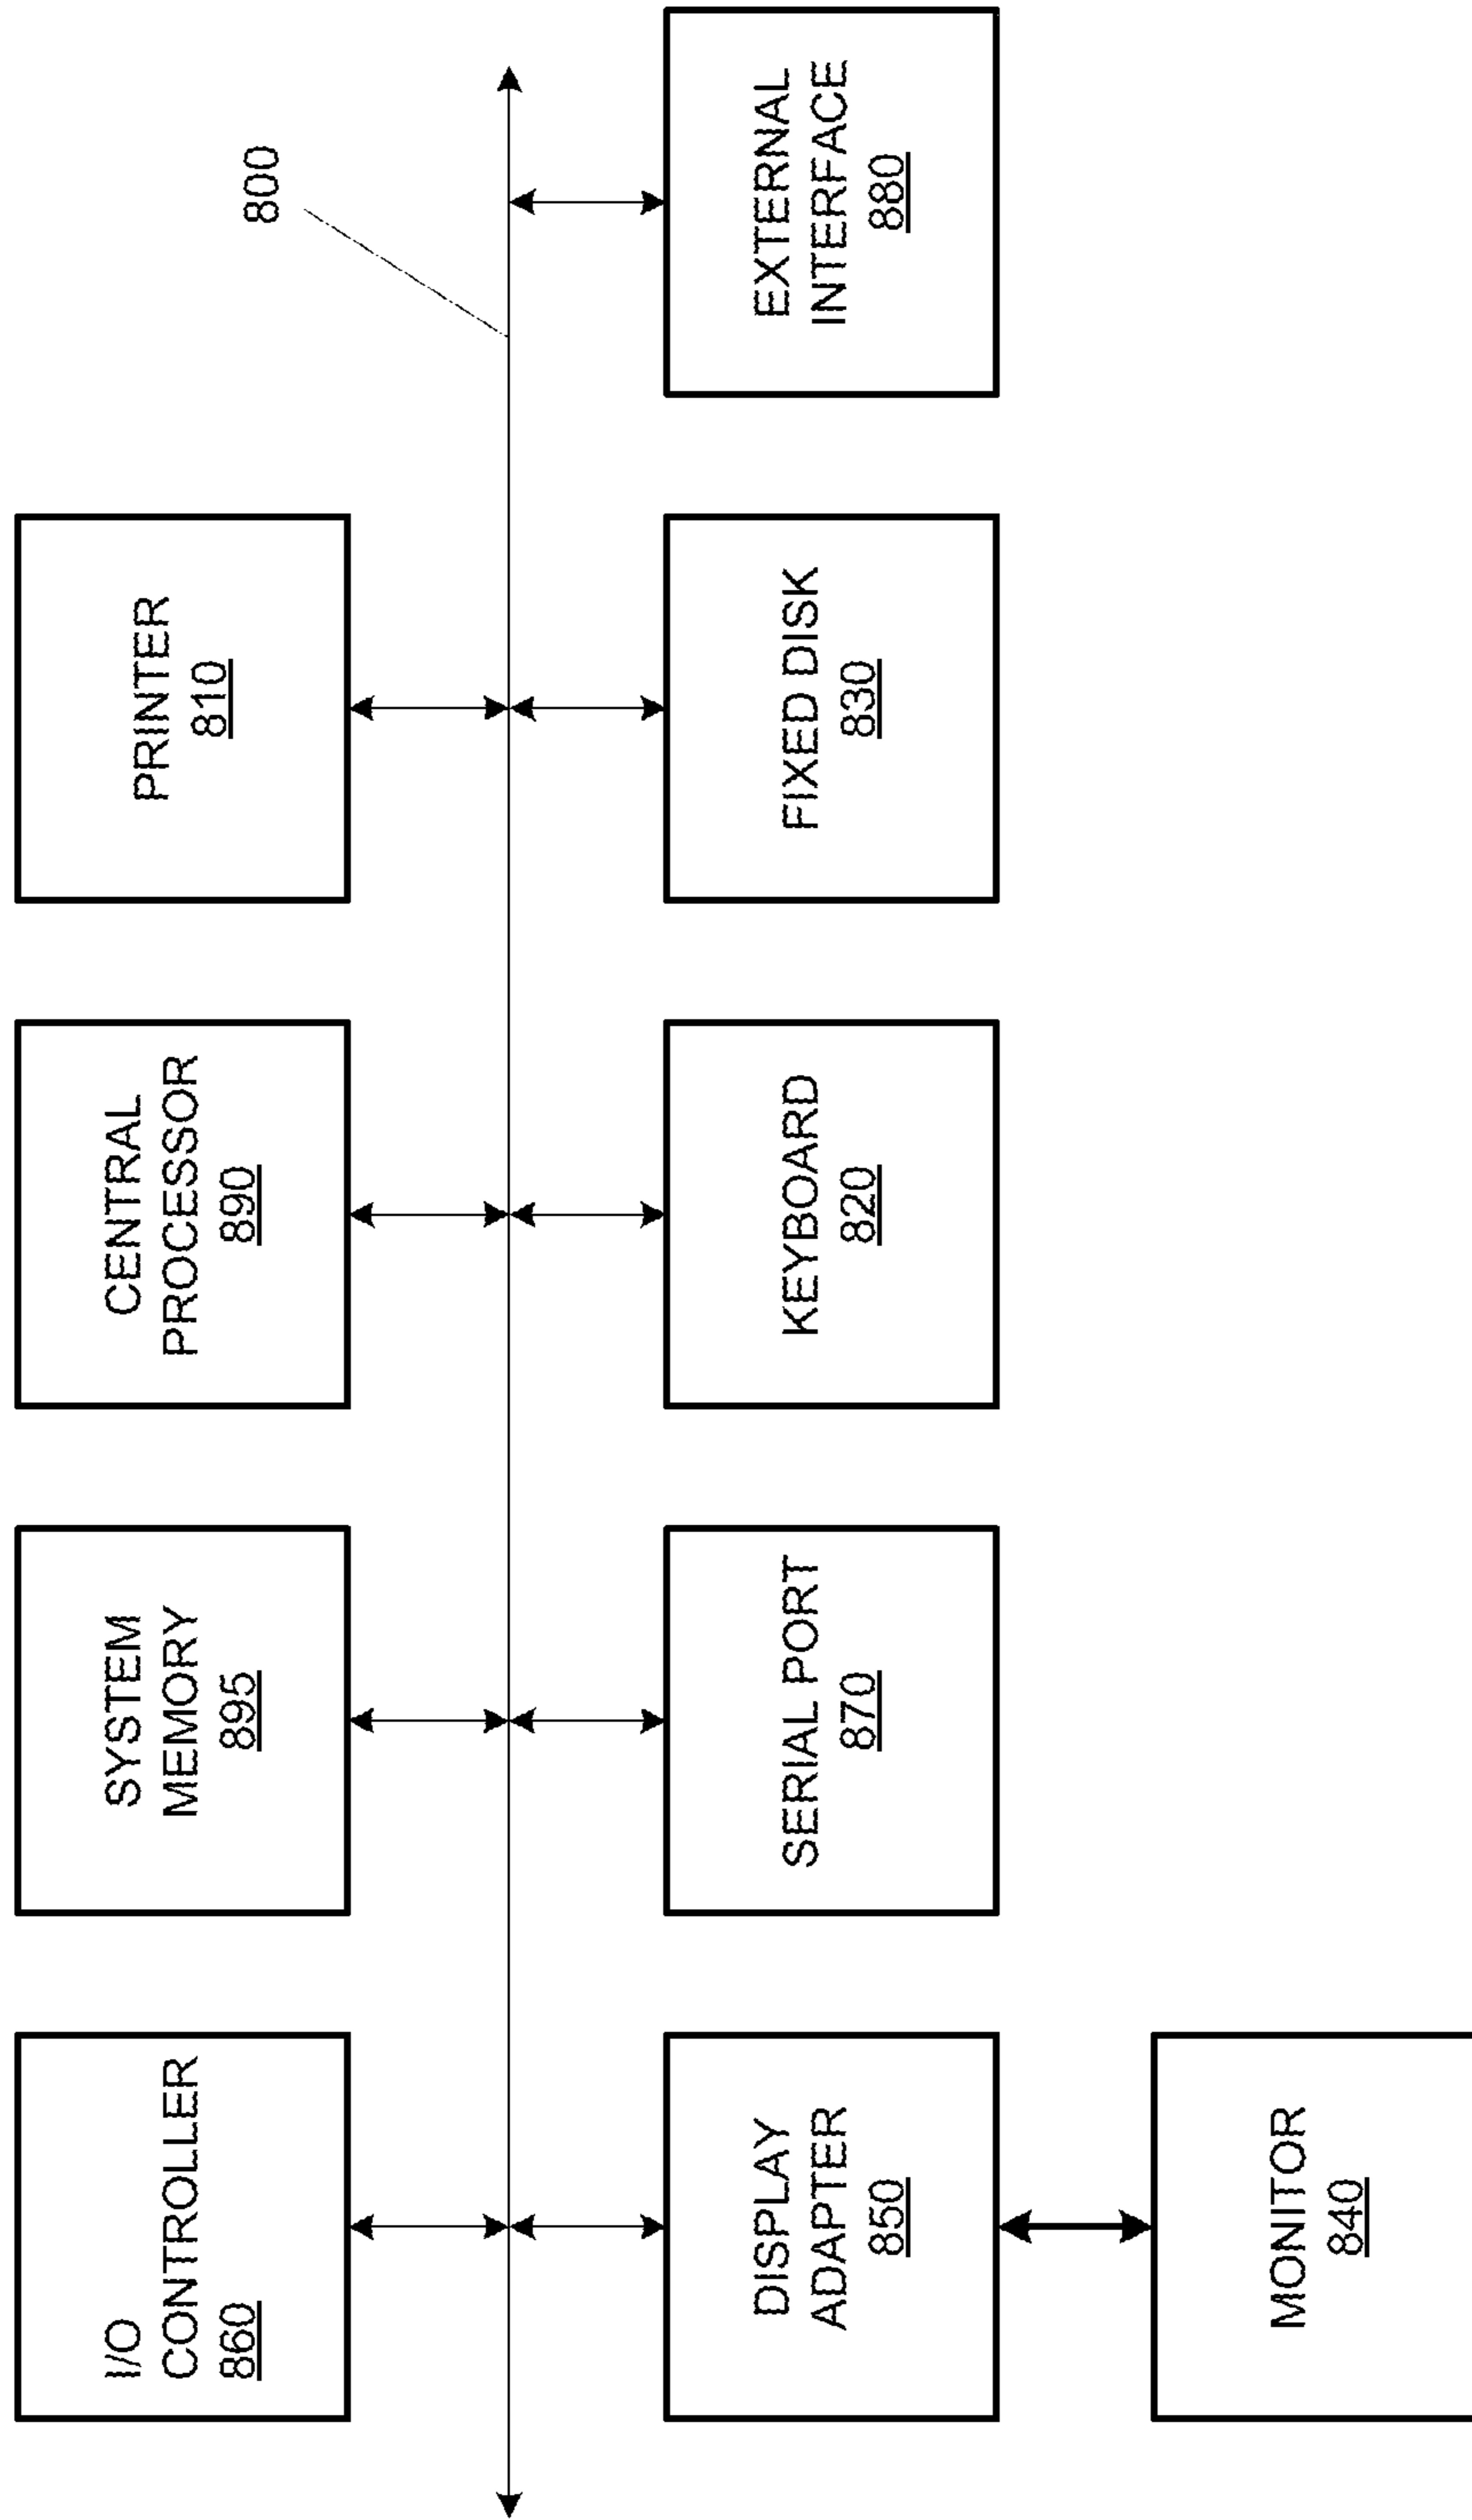 I/O
CONTROLLER
860
SYSTEM
MEMORY
895
CENTRAL
PROCESSOR
890
PRINTER
810
800
DISPLAY
ADAPTER
850
SERIAL PORT
870
KEYBOARD
820
FIXED DISK
830
EXTERNAL
INTERFACE
880
MONITOR
840